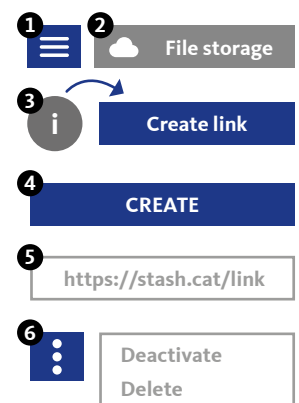 1 2
File storage
3
i Create link
4
CREATE
5
https://stash.cat/link
6
Deactivate
Delete